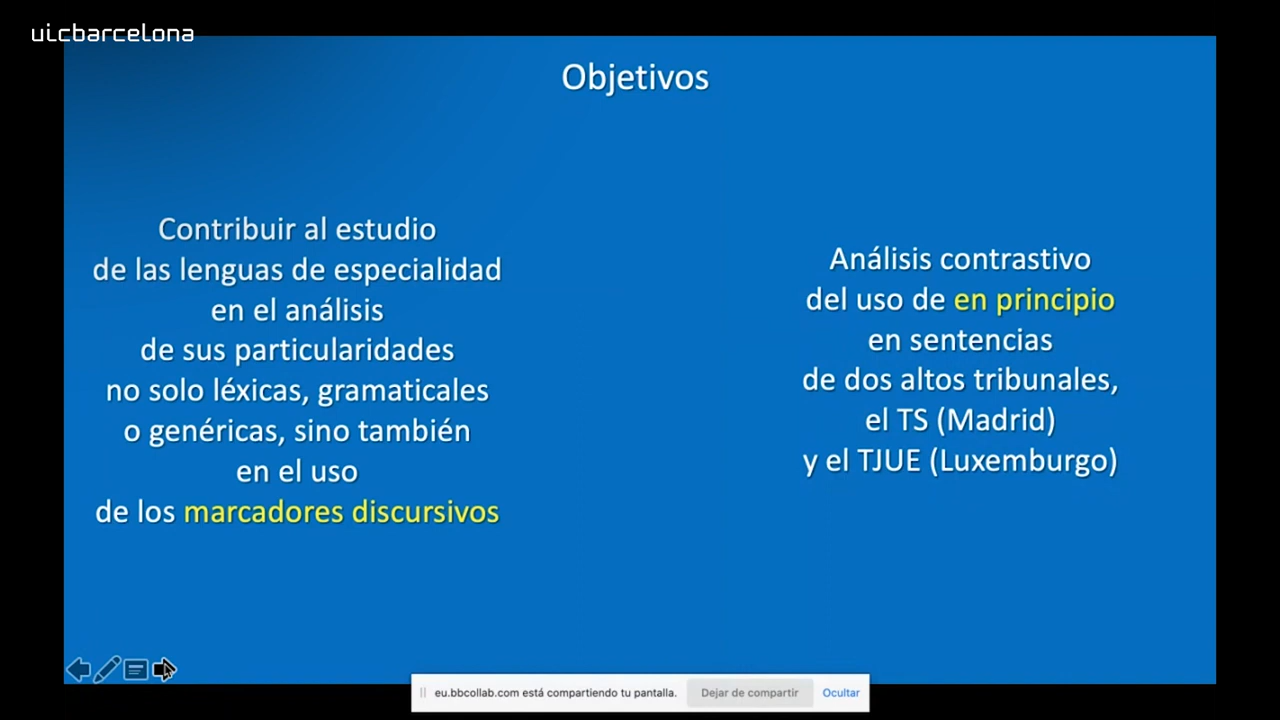 uicbarcelona
Objetivos
Contribuir al estudio
de las lenguas de especialidad
en el análisis
de sus particularidades
no solo léxicas, gramaticales
o genéricas, sino también
en el uso
de los marcadores discursivos
Análisis contrastivo
del uso de en principio
en sentencias
de dos altos tribunales,
el TS (Madrid)
y el TJUE (Luxemburgo)
eu.bbcollab.com está compartiendo tu pantalla. Dejar de compartir Ocultar